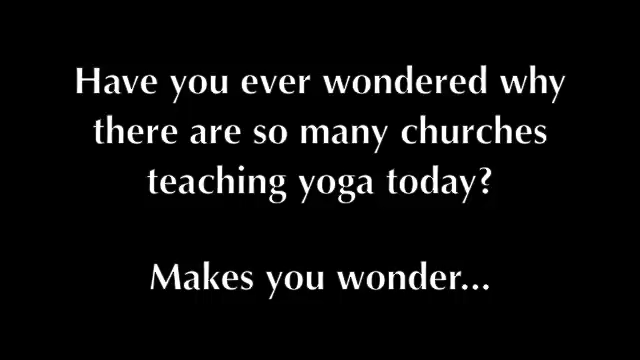 Have you ever wondered why
there are so many churches
teaching yoga today?
Makes you wonder...